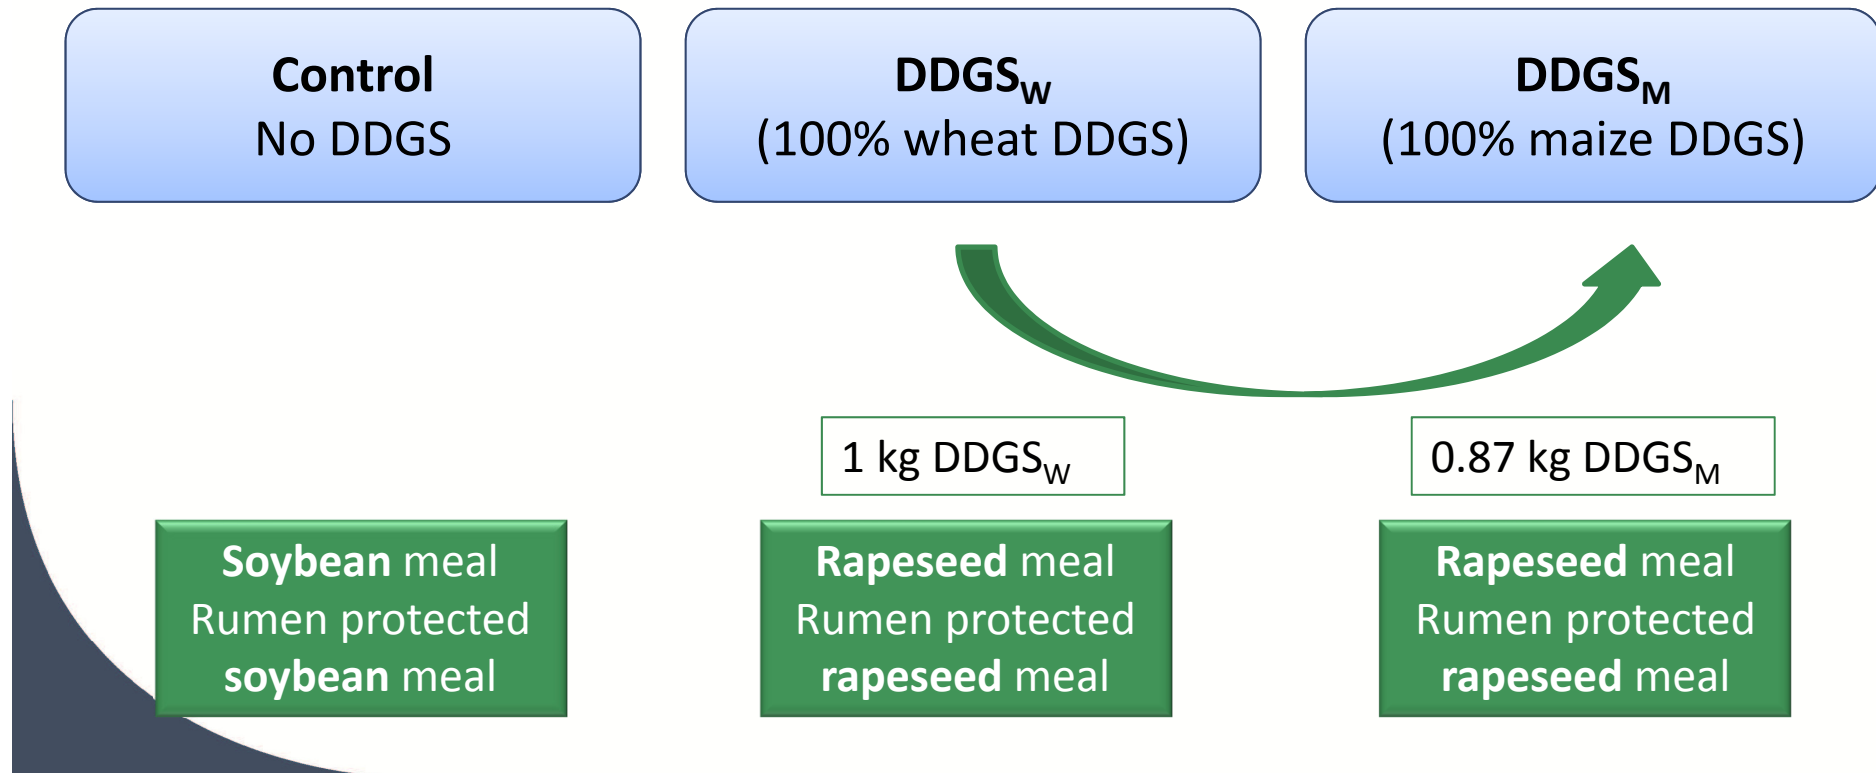 Control
No DDGS
DDGSW
(100% wheat DDGS)
DDGSM
(100% maize DDGS)
1 kg DDGSW
0.87 kg DDGSM
Soybean meal
Rumen protected
soybean meal
Rapeseed meal
Rumen protected
rapeseed meal
Rapeseed meal
Rumen protected
rapeseed meal